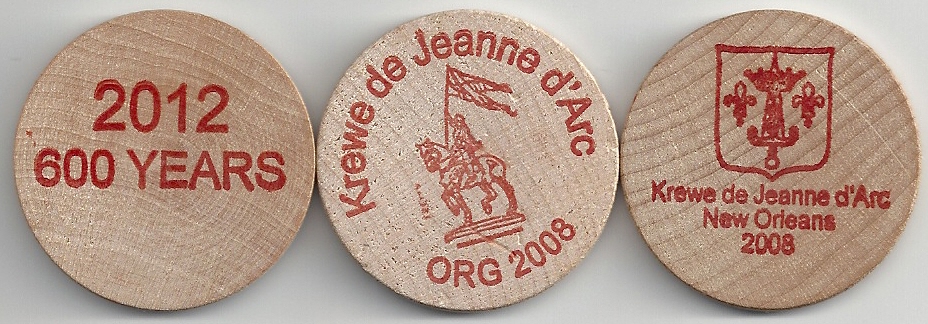 2012
600 YEARS
Krewe de Jeanne d'Arc
ORG 2008
Krewe de Jeanne d'Arc
New Orleans
2008